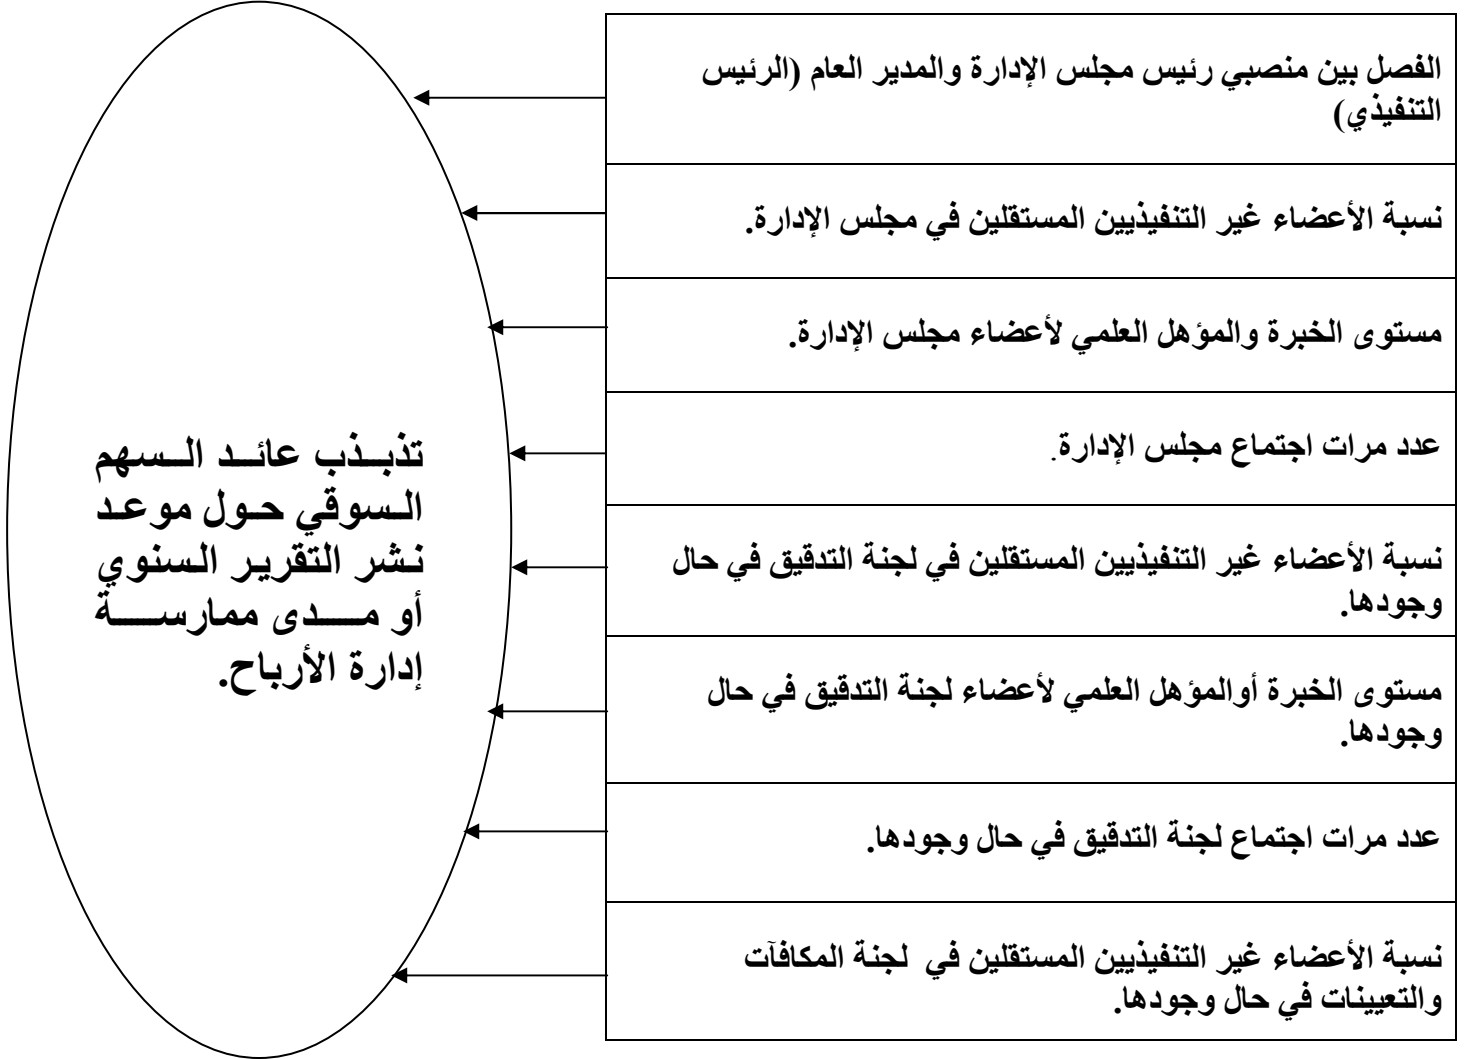 الفصل بين منصبي رئيس مجلس الإدارة والمدير العام (الرئيس
التنفيذي)
نسبة الأعضاء غير التنفيذيين المستقلين في مجلس الإدارة.
مستوى الخبرة والمؤهل العلمي لأعضاء مجلس الإدارة.
عدد مرات اجتماع مجلس الإدارة.
نسبة الأعضاء غير التنفيذيين المستقلين في لجنة التدقيق في حال
وجودها.
مستوى الخبرة أوالمؤهل العلمي لأعضاء لجنة التدقيق في حال
وجودها.
عدد مرات اجتماع لجنة التدقيق في حال وجودها.
نسبة الأعضاء غير التنفيذيين المستقلين في لجنة المكافآت
والتعيينات في حال وجودها.
تذبذب عائد السهم
السوقي حول موعد
نشر التقرير السنوي
أو مدى ممارسة
إدارة الأرباح.